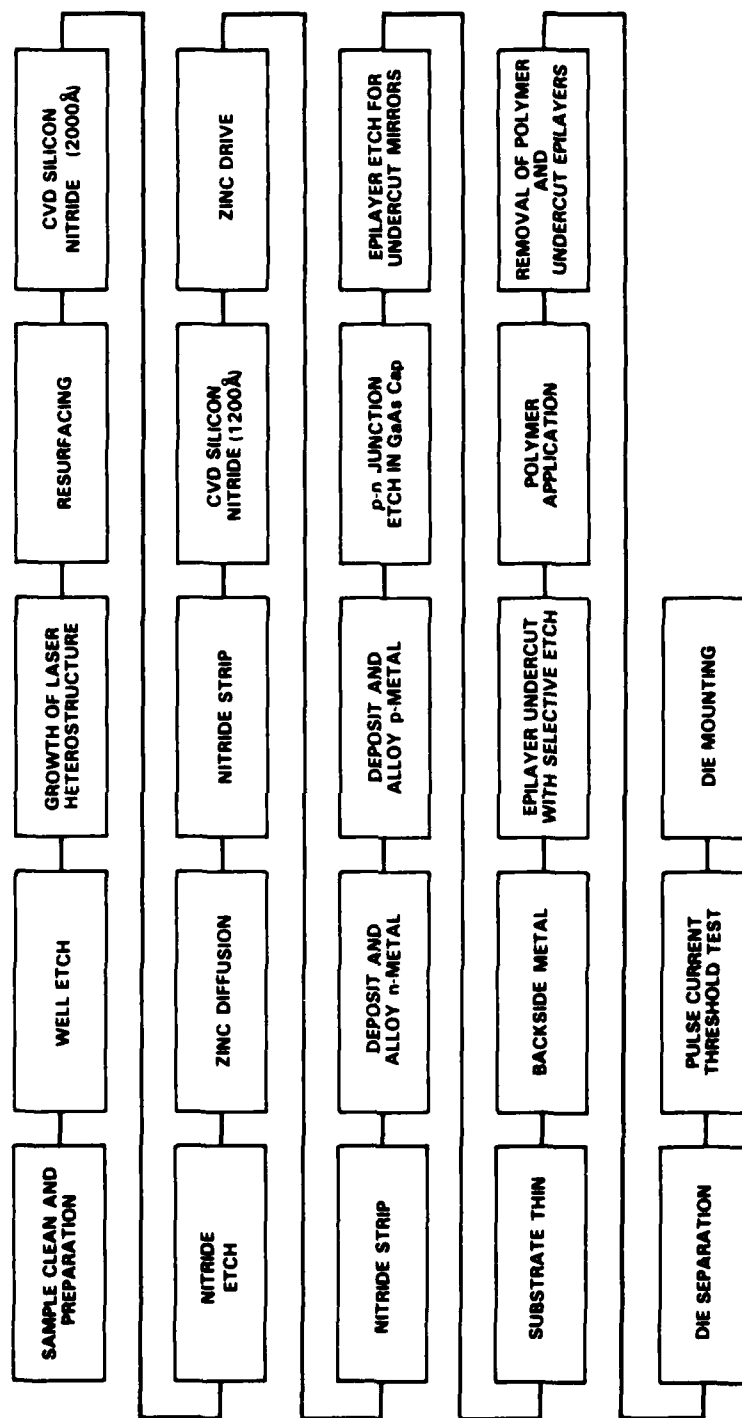 SAMPLE CLEAN AND
PREPARATION
WELL ETCH
GROWTH OF LASER
HETEROSTRUCTURE
RESURFACING
CVD SILICON
NITRIDE (2000Å)
NITRIDE
ETCH
ZINC DIFFUSION
NITRIDE STRIP
CVD SILICON
NITRIDE (1200Å)
ZINC DRIVE
NITRIDE STRIP
DEPOSIT AND
ALLOY n-METAL
DEPOSIT AND
ALLOY p-METAL
p-n JUNCTION
ETCH IN GaAs Cap
EPILAYER ETCH FOR
UNDERCUT MIRRORS
SUBSTRATE THIN
BACKSIDE METAL
EPILAYER UNDERCUT
WITH SELECTIVE ETCH
POLYMER
APPLICATION
REMOVAL OF POLYMER
AND
UNDERCUT EPILAYERS
DIE SEPARATION
PULSE CURRENT
THRESHOLD TEST
DIE MOUNTING